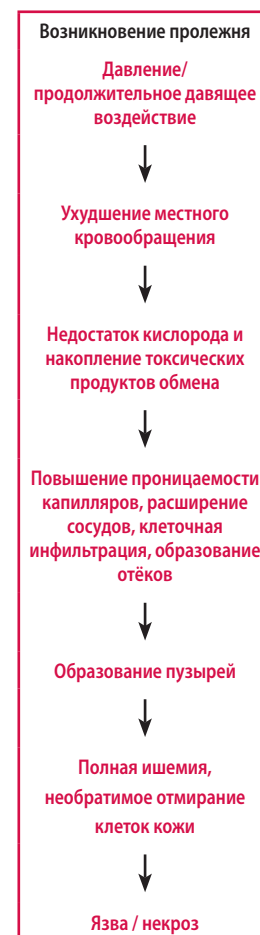 Возникновение пролежня
Давление/
продолжительное давящее
воздействие
Ухудшение местного
кровообращения
Недостаток кислорода и
накопление токсических
продуктов обмена
Повышение проницаемости
капилляров, расширение
сосудов, клеточная
инфильтрация, образование
отёков
Образование пузырей
Полная ишемия,
необратимое отмирание
клеток кожи
Язва / некроз